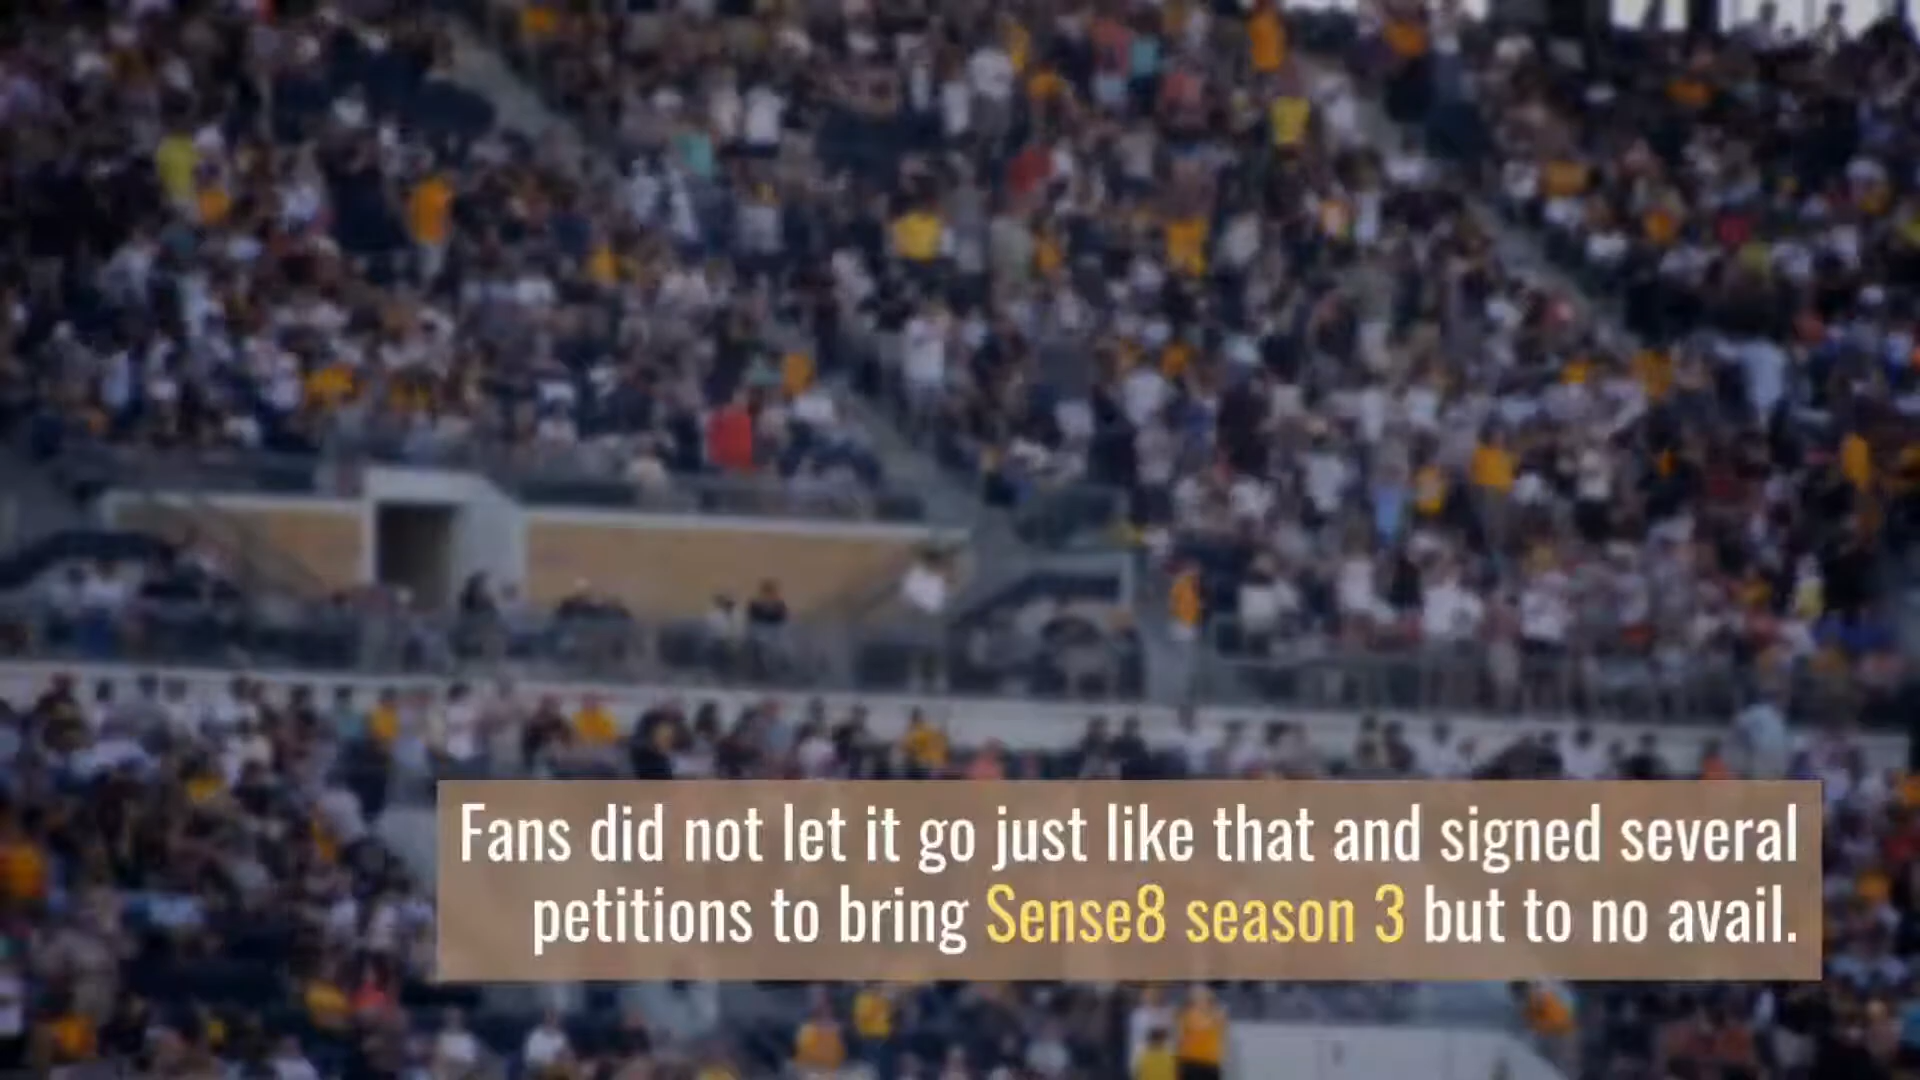 Fans did not let it go just like that and signed several
petitions to bring Sense8 season 3 but to no avail.